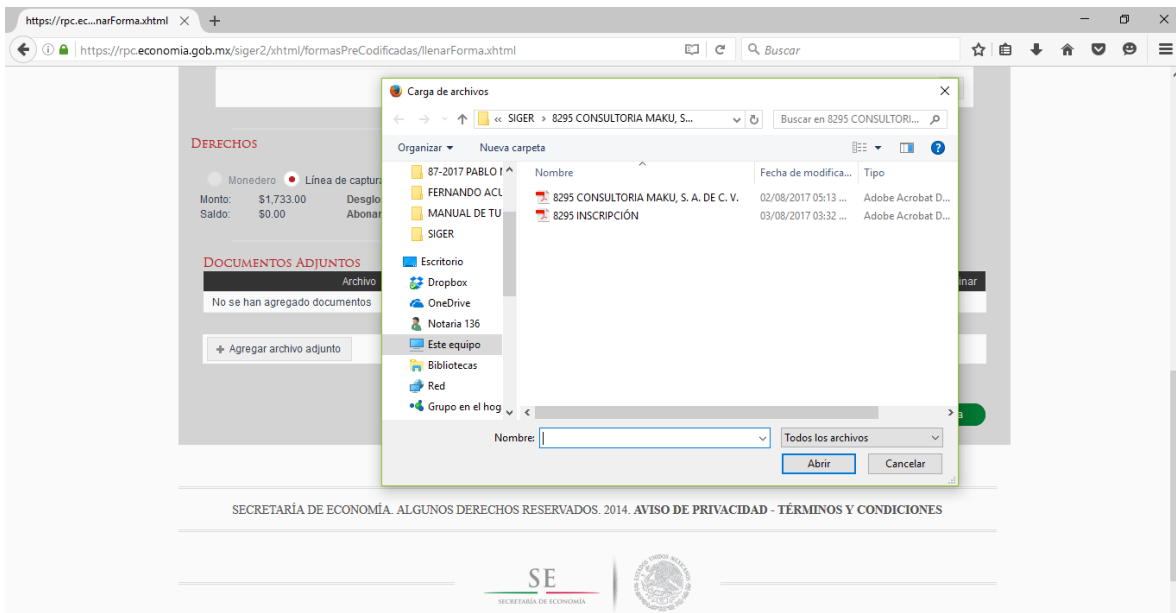 https://rpc.ec...narForma.xhtml
https://rpc.economia.gob.mx/siger2/xhtml/formasPreCodificadas/llenarForma.xhtml
Buscar
Carga de archivos
« SIGER › 8295 CONSULTORIA MAKU, S...
Buscar en 8295 CONSULTORI...
Organizar
Nueva carpeta
87-2017 PABLO
FERNANDO ACU
MANUAL DE TU
SIGER
Escritorio
Dropbox
OneDrive
Notaria 136
Este equipo
Bibliotecas
Red
Grupo en el hog
Nombre
Fecha de modifica...
Tipo
8295 CONSULTORIA MAKU, S. A. DE C. V.
02/08/2017 05:13 ...
Adobe Acrobat D...
8295 INSCRIPCIÓN
03/08/2017 03:32 ...
Adobe Acrobat D...
Nombre:
Todos los archivos
Abrir
Cancelar
DERECHOS
Monedero
Línea de captura
Monto: $1,733.00 Desglo
Saldo: $0.00 Abonar
DOCUMENTOS ADJUNTOS
Archivo
inar
No se han agregado documentos
+ Agregar archivo adjunto
a
SECRETARÍA DE ECONOMÍA. ALGUNOS DERECHOS RESERVADOS. 2014. AVISO DE PRIVACIDAD - TÉRMINOS Y CONDICIONES
SE
SECRETARÍA DE ECONOMÍA